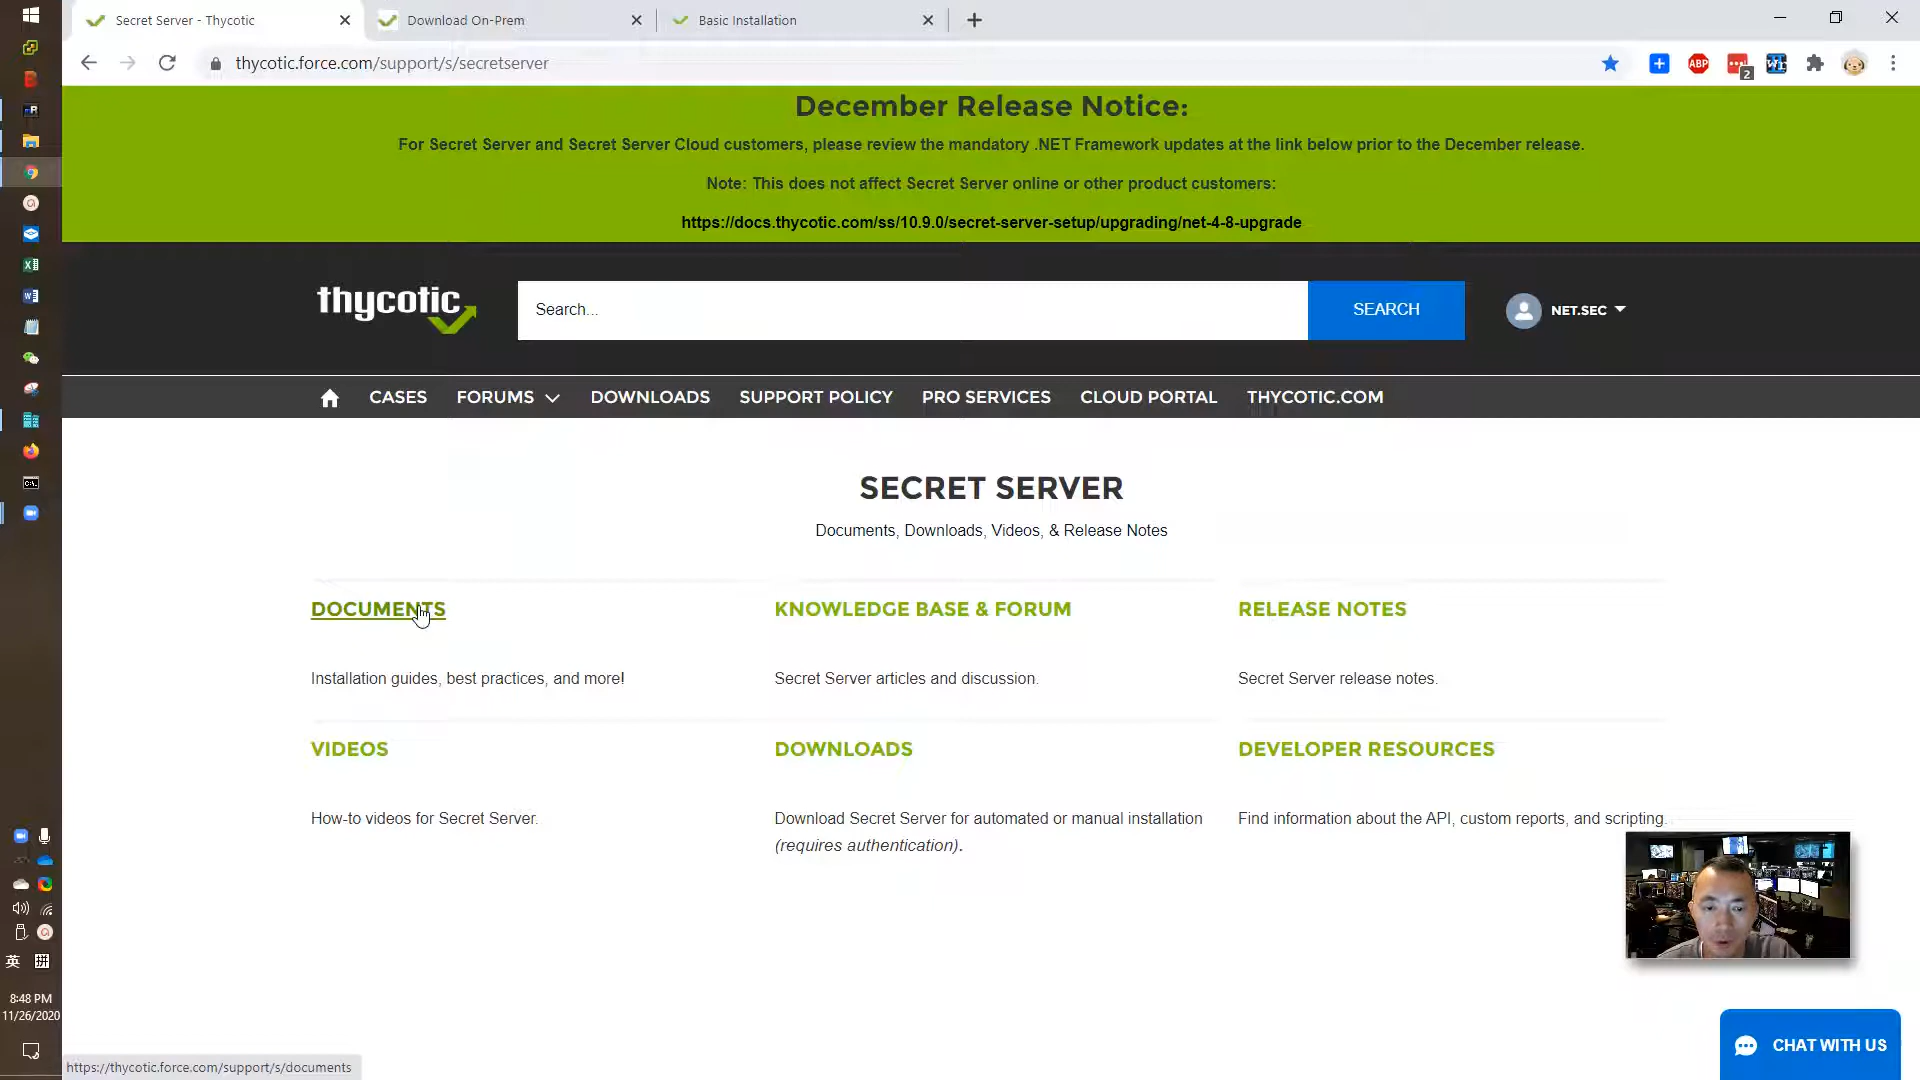 Secret Server - Thycotic
Download On-Prem
Basic Installation
thycotic.force.com/support/s/secretserver
ABP
2
December Release Notice:
For Secret Server and Secret Server Cloud customers, please review the mandatory .NET Framework updates at the link below prior to the December release.
Note: This does not affect Secret Server online or other product customers:
https://docs.thycotic.com/ss/10.9.0/secret-server-setup/upgrading/net-4-8-upgrade
thycotic
Search...
SEARCH
NET.SEC
CASES
FORUMS
DOWNLOADS
SUPPORT POLICY
PRO SERVICES
CLOUD PORTAL
THYCOTIC.COM
SECRET SERVER
Documents, Downloads, Videos, & Release Notes
DOCUMENTS
KNOWLEDGE BASE & FORUM
RELEASE NOTES
Installation guides, best practices, and more!
Secret Server articles and discussion.
Secret Server release notes.
VIDEOS
DOWNLOADS
DEVELOPER RESOURCES
How-to videos for Secret Server.
Download Secret Server for automated or manual installation
(requires authentication).
Find information about the API, custom reports, and scripting.
英
拼
8:48 PM
11/26/2020
CHAT WITH US
https://thycotic.force.com/support/s/documents